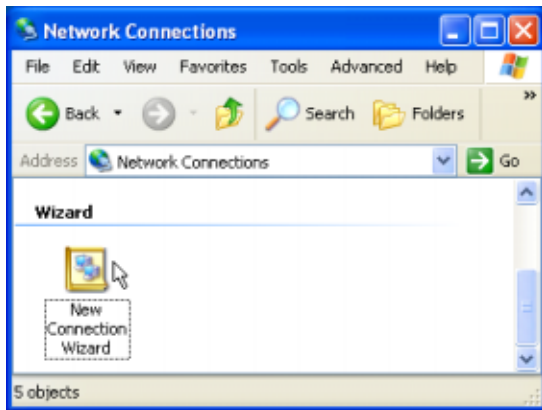 Network Connections
File Edit View Favorites Tools Advanced Help
Back Search Folders »
Address Network Connections Go
Wizard
New
Connection
Wizard
5 objects